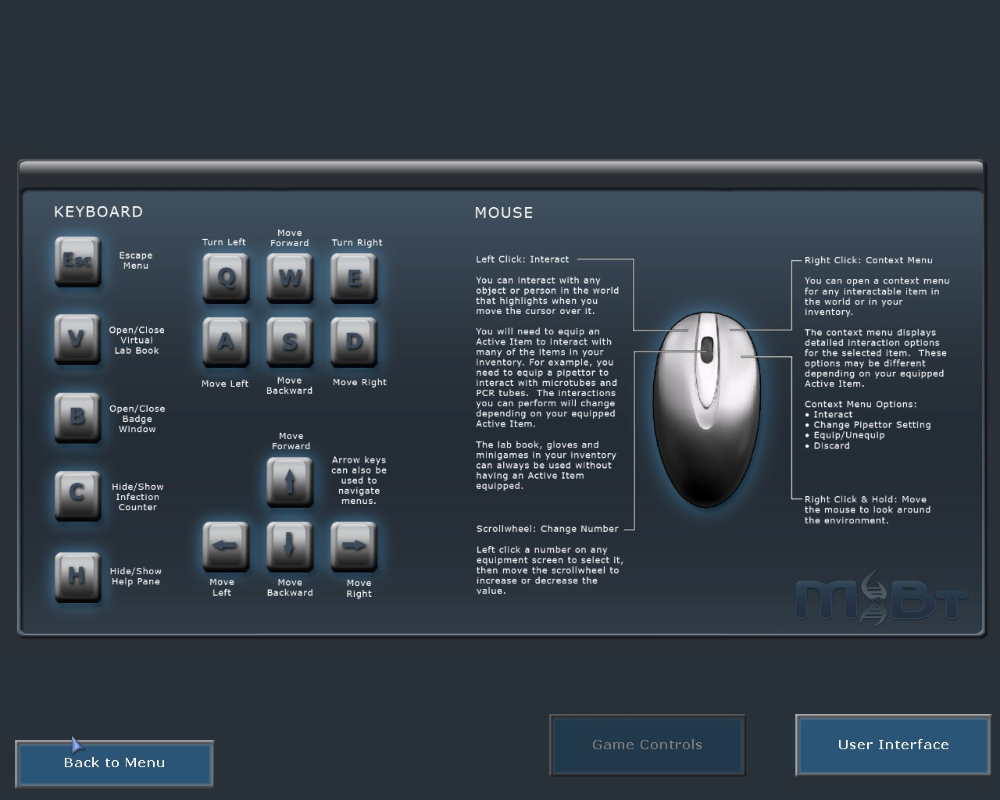 KEYBOARD
Esc
Escape
Menu
V
Open/Close
Virtual
Lab Book
B
Open/Close
Badge
Window
C
Hide/Show
Infection
Counter
H
Hide/Show
Help Pane
Turn Left
Move
Forward
Turn Right
Q
W
E
A
S
D
Move Left
Move
Backward
Move Right
Move
Forward
Arrow keys
can also be
used to
navigate
menus.
Move
Left
Move
Backward
Move
Right
MOUSE
Left Click: Interact
You can interact with any
object or person in the world
that highlights when you
move the cursor over it.
You will need to equip an
Active Item to interact with
many of the items in your
inventory. For example, you
need to equip a pipettor to
interact with microtubes and
PCR tubes. The interactions
you can perform will change
depending on your equipped
Active Item.
The lab book, gloves and
minigames in your inventory
can always be used without
having an Active Item
equipped.
Scrollwheel: Change Number
Left click a number on any
equipment screen to select it,
then move the scrollwheel to
increase or decrease the
value.
Right Click: Context Menu
You can open a context menu
for any interactable item in
the world or in your
inventory.
The context menu displays
detailed interaction options
for the selected item. These
options may be different
depending on your equipped
Active Item.
Context Menu Options:
• Interact
• Change Pipettor Setting
• Equip/Unequip
• Discard
Right Click & Hold: Move
the mouse to look around
the environment.
MBT
Back to Menu
Game Controls
User Interface